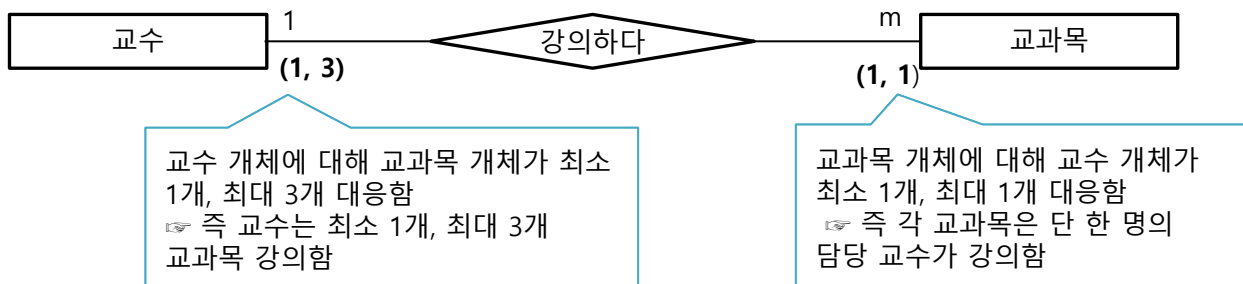 교수
1
강의하다
m
교과목
(1, 3)
(1, 1)
교수 개체에 대해 교과목 개체가 최소
1개, 최대 3개 대응함
☞ 즉 교수는 최소 1개, 최대 3개
교과목 강의함
교과목 개체에 대해 교수 개체가
최소 1개, 최대 1개 대응함
☞ 즉 각 교과목은 단 한 명의
담당 교수가 강의함